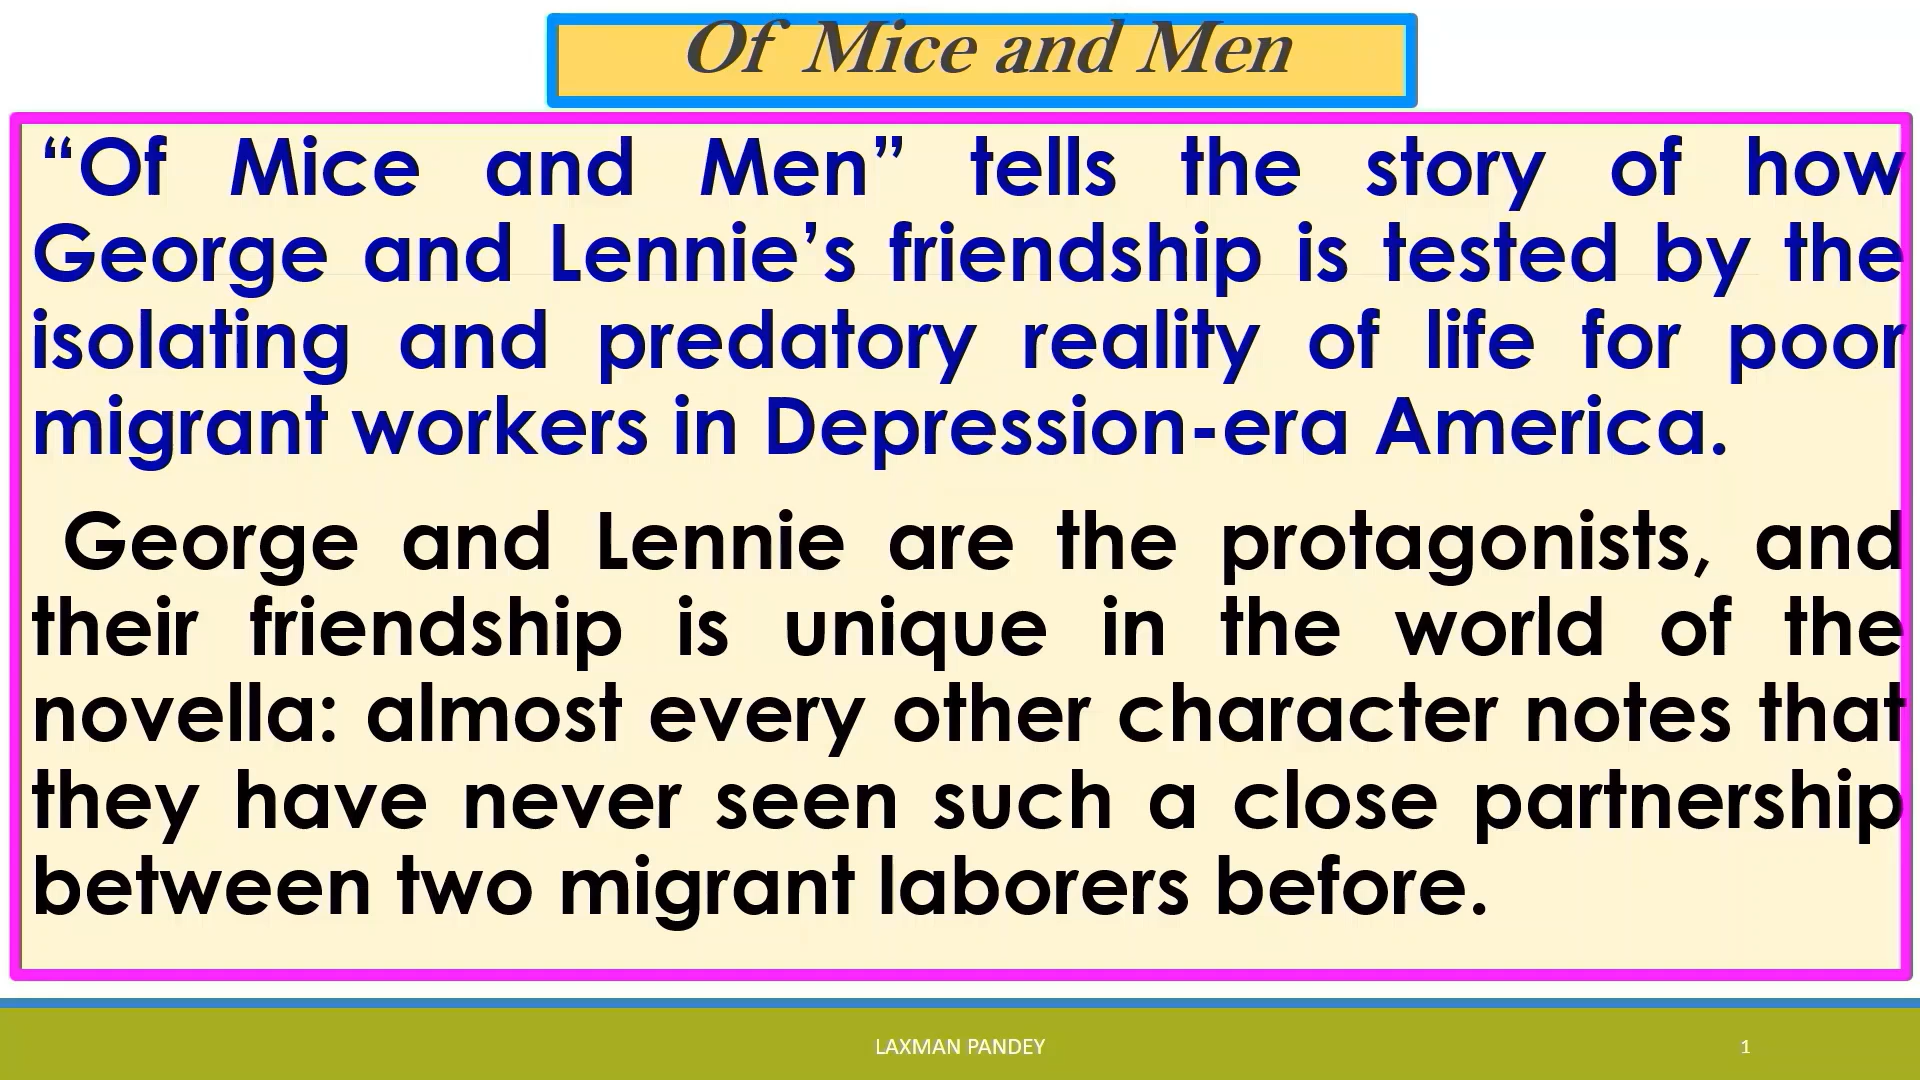 Of Mice and Men
“Of Mice and Men” tells the story of how
George and Lennie’s friendship is tested by the
isolating and predatory reality of life for poor
migrant workers in Depression-era America.
George and Lennie are the protagonists, and
their friendship is unique in the world of the
novella: almost every other character notes that
they have never seen such a close partnership
between two migrant laborers before.
LAXMAN PANDEY
1